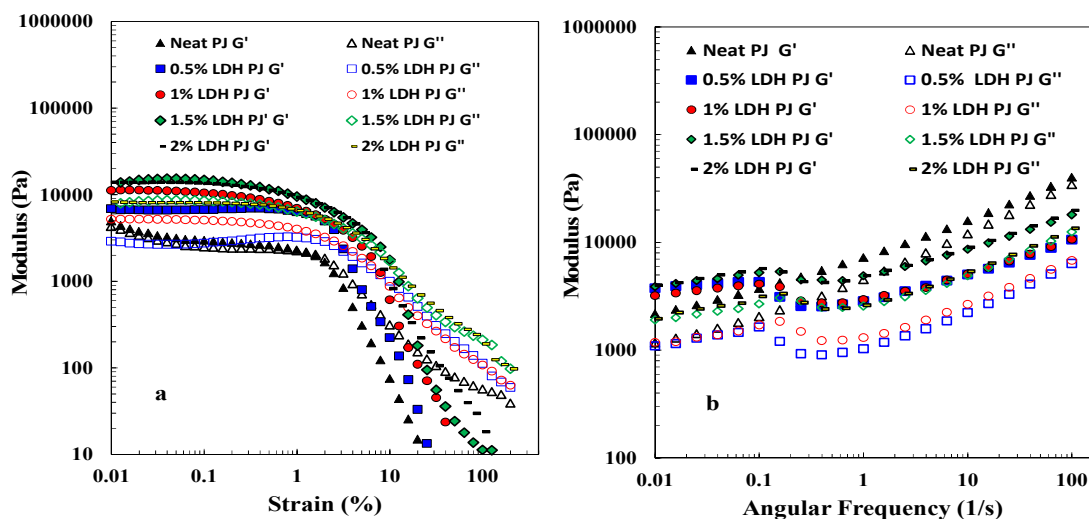 1000000
100000
10000
1000
100
10
Modulus (Pa)
Neat PJ G'
Neat PJ G''
0.5% LDH PJ G'
0.5% LDH PJ G''
1% LDH PJ G'
1% LDH PJ G''
1.5% LDH PJ' G'
1.5% LDH PJ G''
2% LDH PJ G'
2% LDH PJ G"
a
0.01
0.1
1
10
100
Strain (%)
1000000
100000
10000
1000
100
Modulus (Pa)
Neat PJ G'
Neat PJ G''
0.5% LDH PJ G'
0.5% LDH PJ G''
1% LDH PJ G'
1% LDH PJ G''
1.5% LDH PJ G'
1.5% LDH PJ G"
2% LDH PJ G'
2% LDH PJ G''
b
0.01
0.1
1
10
100
Angular Frequency (1/s)